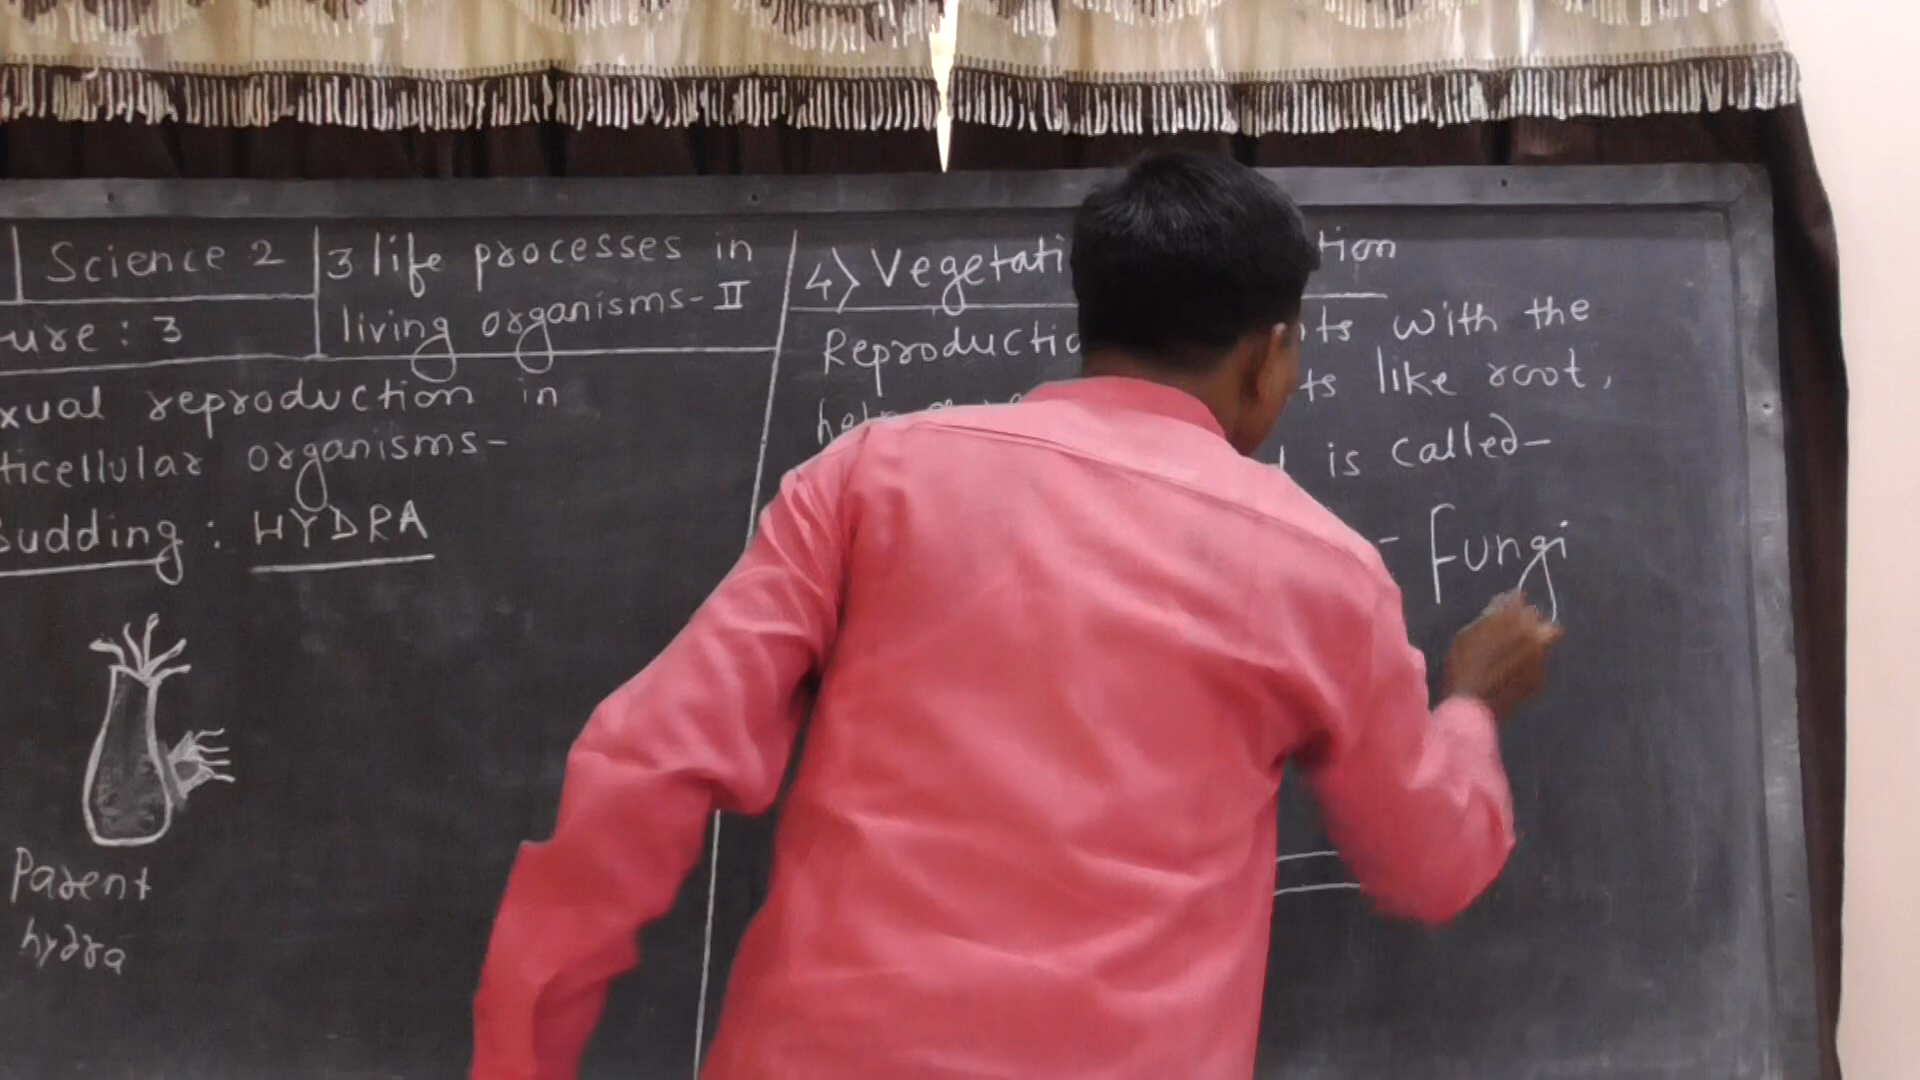 Science 2
ure : 3
3 life processes in
living organisms - II
xual reproduction in
ticellular organisms -
Budding : HYDRA
Parent
hydra
4) Vegetati tion
Reproductio ts with the
ts like root,
is called -
- Fungi